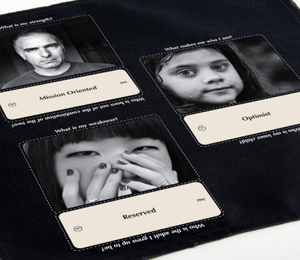 What is my strength?
Mission Oriented
Who is born out of the condition of the two?
What makes me who I am?
Optimist
Who is my inner child?
What is my weakness?
Reserved
Who is the adult I grew up to be?